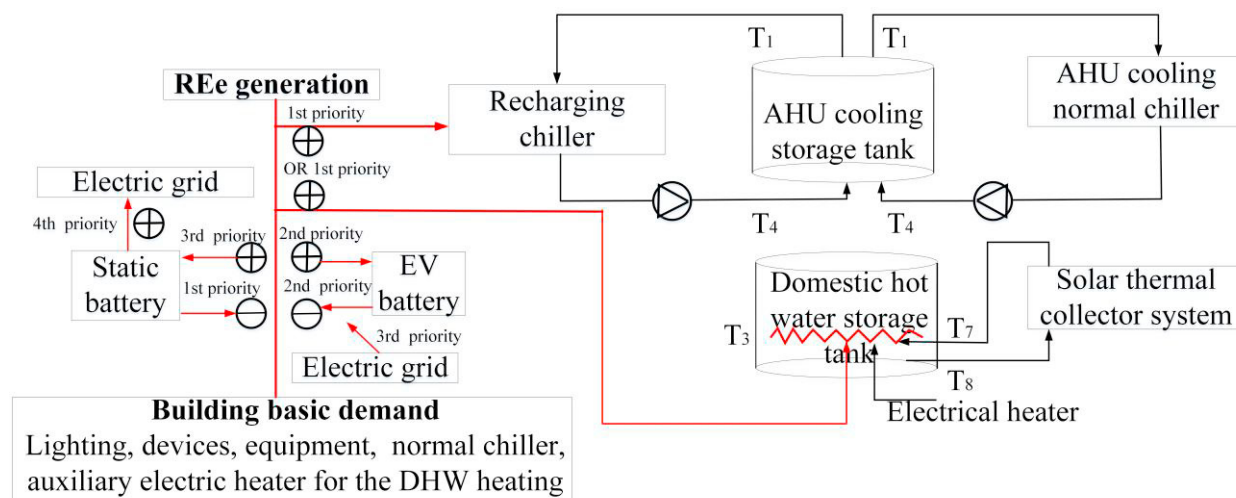 T1
T1
REe generation
1st priority
Recharging
chiller
AHU cooling
storage tank
AHU cooling
normal chiller
OR 1st priority
Electric grid
4th priority
3rd priority
2nd priority
T4
T4
Static
battery
EV
battery
1st priority
2nd priority
3rd priority
Electric grid
Domestic hot
water storage
tank
T3
T7
T8
Solar thermal
collector system
Electrical heater
Building basic demand
Lighting, devices, equipment, normal chiller,
auxiliary electric heater for the DHW heating